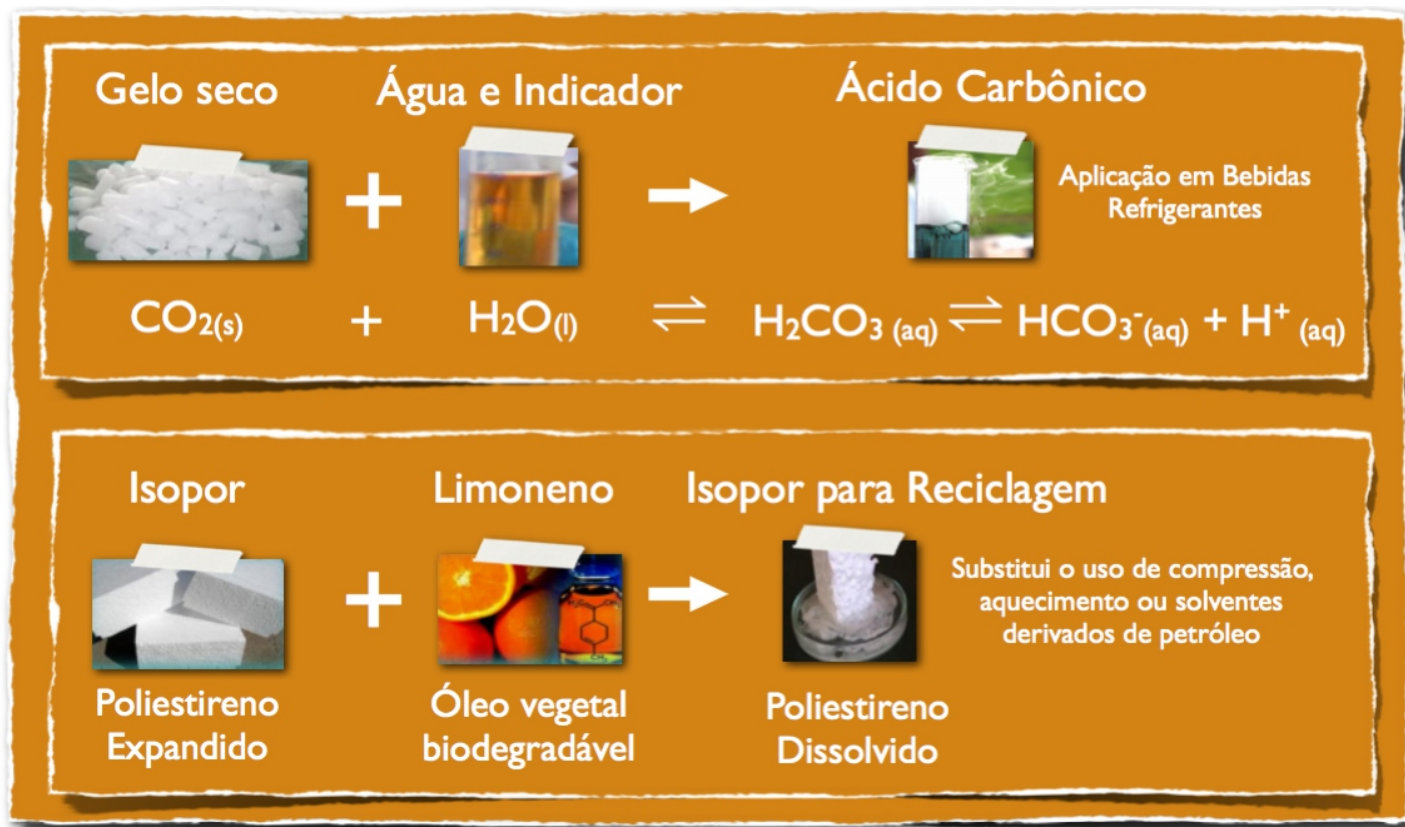 Gelo seco
Água e Indicador
Ácido Carbônico
Aplicação em Bebidas
Refrigerantes
+
CO₂(s) + H₂O(l) ⇌ H₂CO₃ (aq) ⇌ HCO₃⁻(aq) + H⁺ (aq)
Isopor
Limoneno
Isopor para Reciclagem
+
Substitui o uso de compressão,
aquecimento ou solventes
derivados de petróleo
Poliestireno
Expandido
Óleo vegetal
biodegradável
Poliestireno
Dissolvido